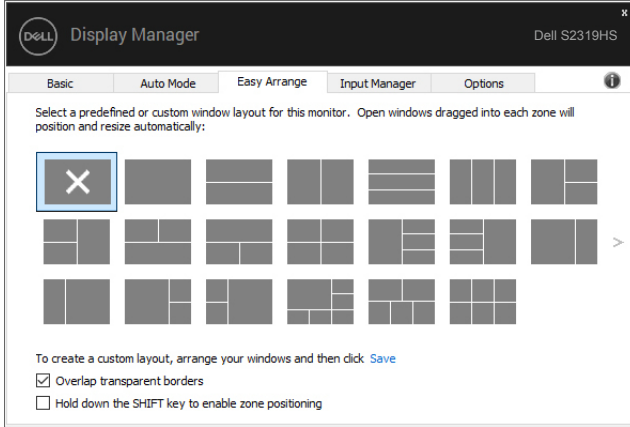 x
DELL Display Manager
Dell S2319HS
Basic Auto Mode Easy Arrange Input Manager Options i
Select a predefined or custom window layout for this monitor. Open windows dragged into each zone will
position and resize automatically:
>
To create a custom layout, arrange your windows and then click Save
Overlap transparent borders
Hold down the SHIFT key to enable zone positioning